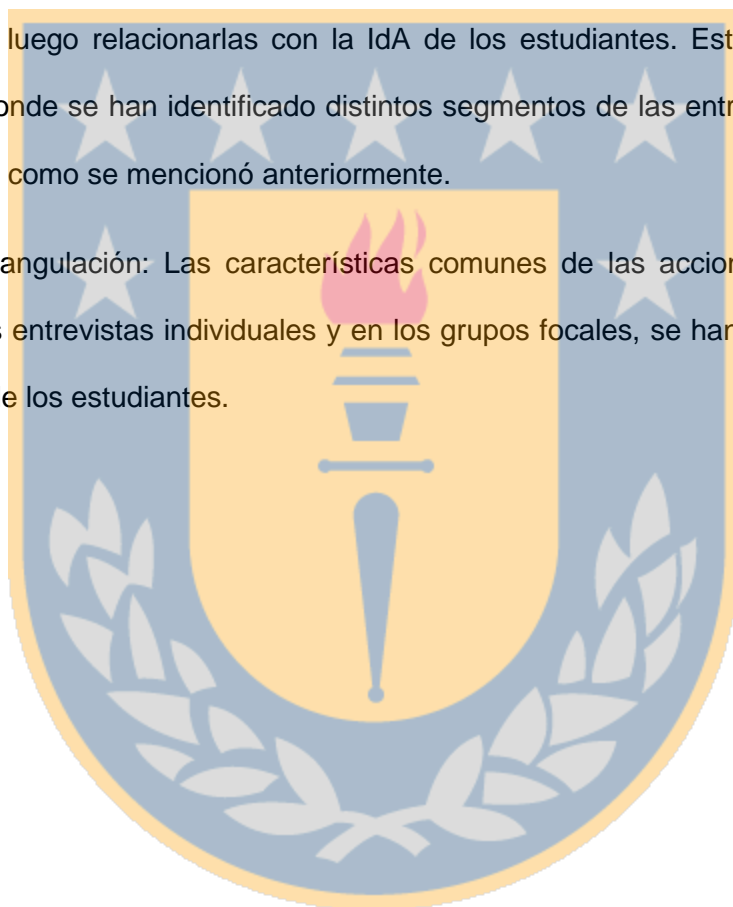 luego relacionarlas con la IdA de los estudiantes. Est
onde se han identificado distintos segmentos de las entr
como se mencionó anteriormente.
angulación: Las características comunes de las accion
s entrevistas individuales y en los grupos focales, se han
e los estudiantes.